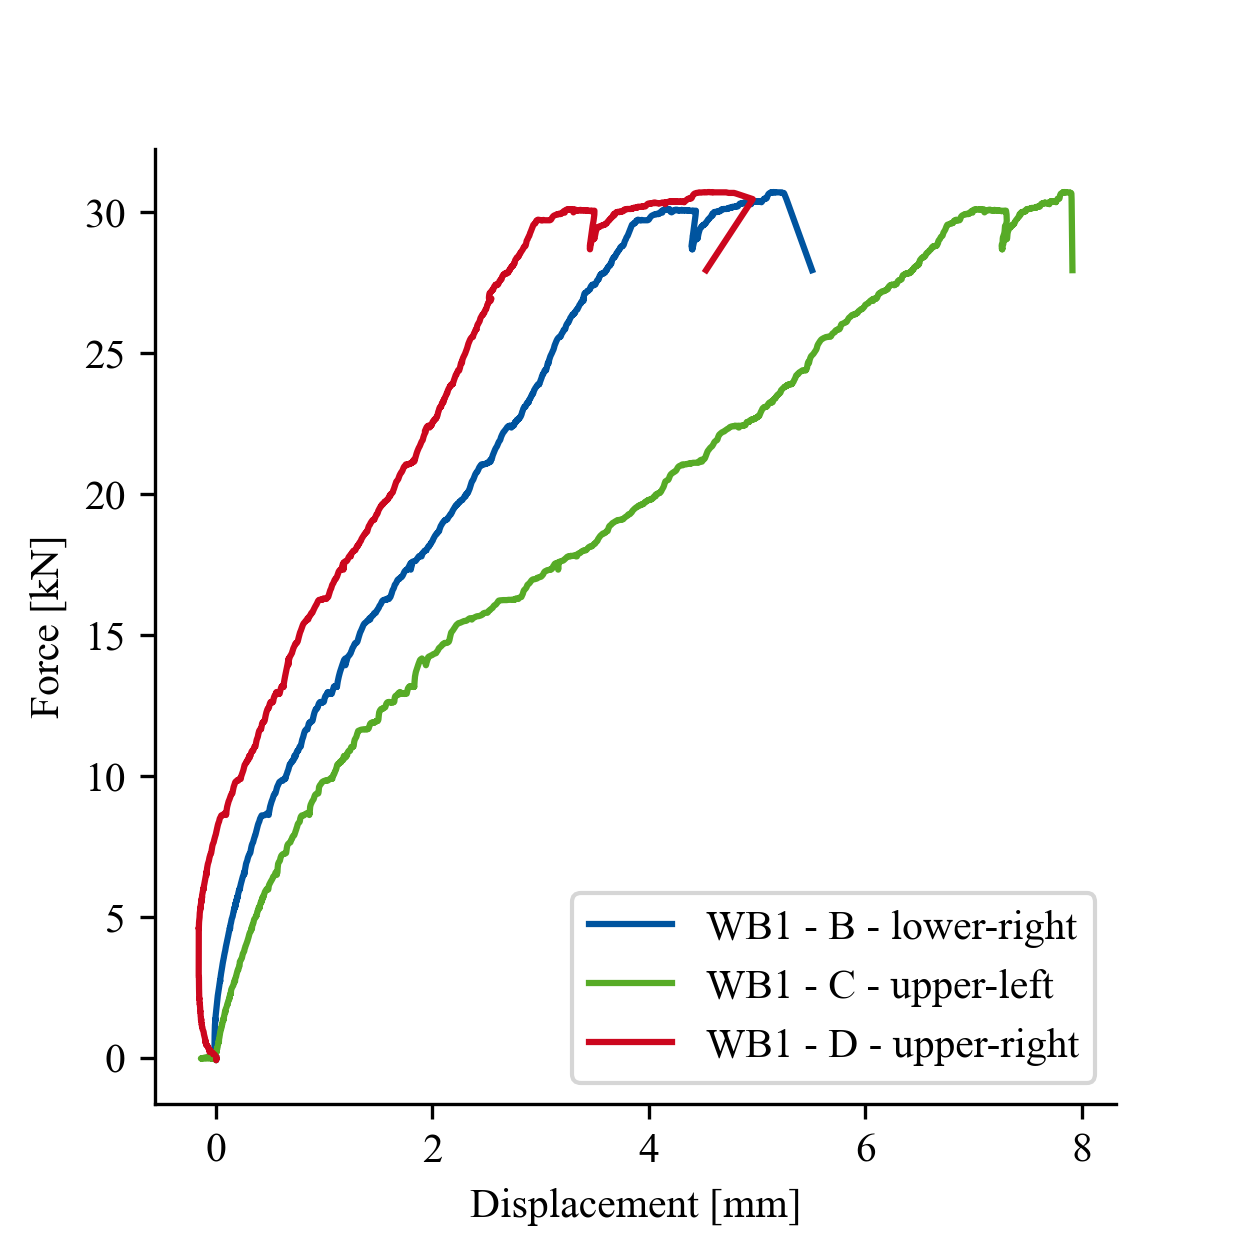 30
25
20
15
10
5
0
Force [kN]
WB1 - B - lower-right
WB1 - C - upper-left
WB1 - D - upper-right
0 2 4 6 8
Displacement [mm]